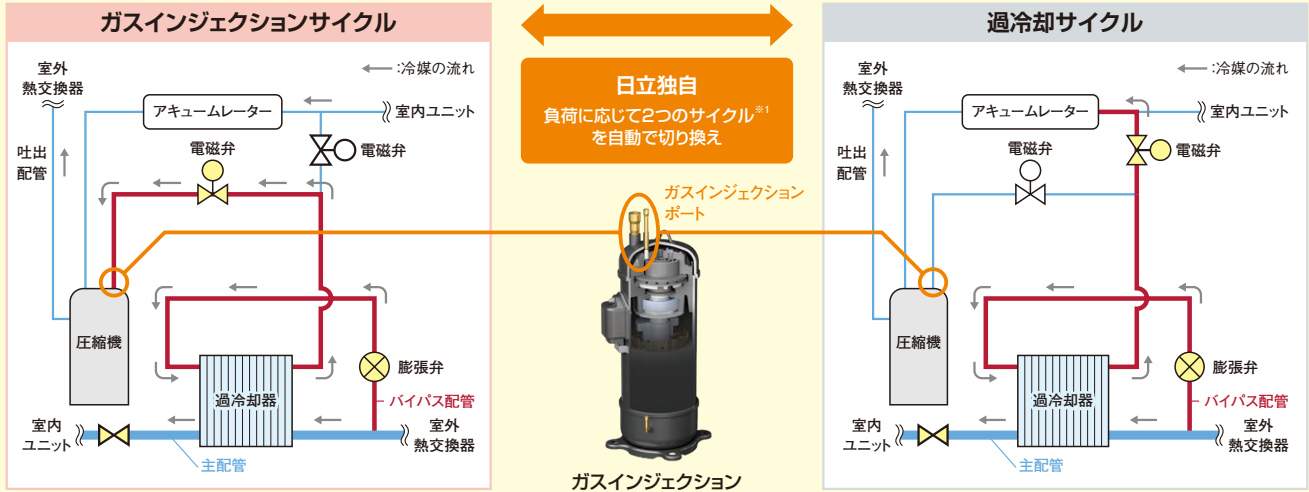 ガスインジェクションサイクル
室外
熱交換器
←:冷媒の流れ
アキュームレーター
室内ユニット
吐出
配管
電磁弁
電磁弁
圧縮機
過冷却器
膨張弁
バイパス配管
室内
ユニット
主配管
室外
熱交換器
日立独自
負荷に応じて2つのサイクル※1
を自動で切り換え
ガスインジェクション
ポート
ガスインジェクション
過冷却サイクル
室外
熱交換器
←:冷媒の流れ
アキュームレーター
室内ユニット
吐出
配管
電磁弁
電磁弁
圧縮機
過冷却器
膨張弁
バイパス配管
室内
ユニット
主配管
室外
熱交換器